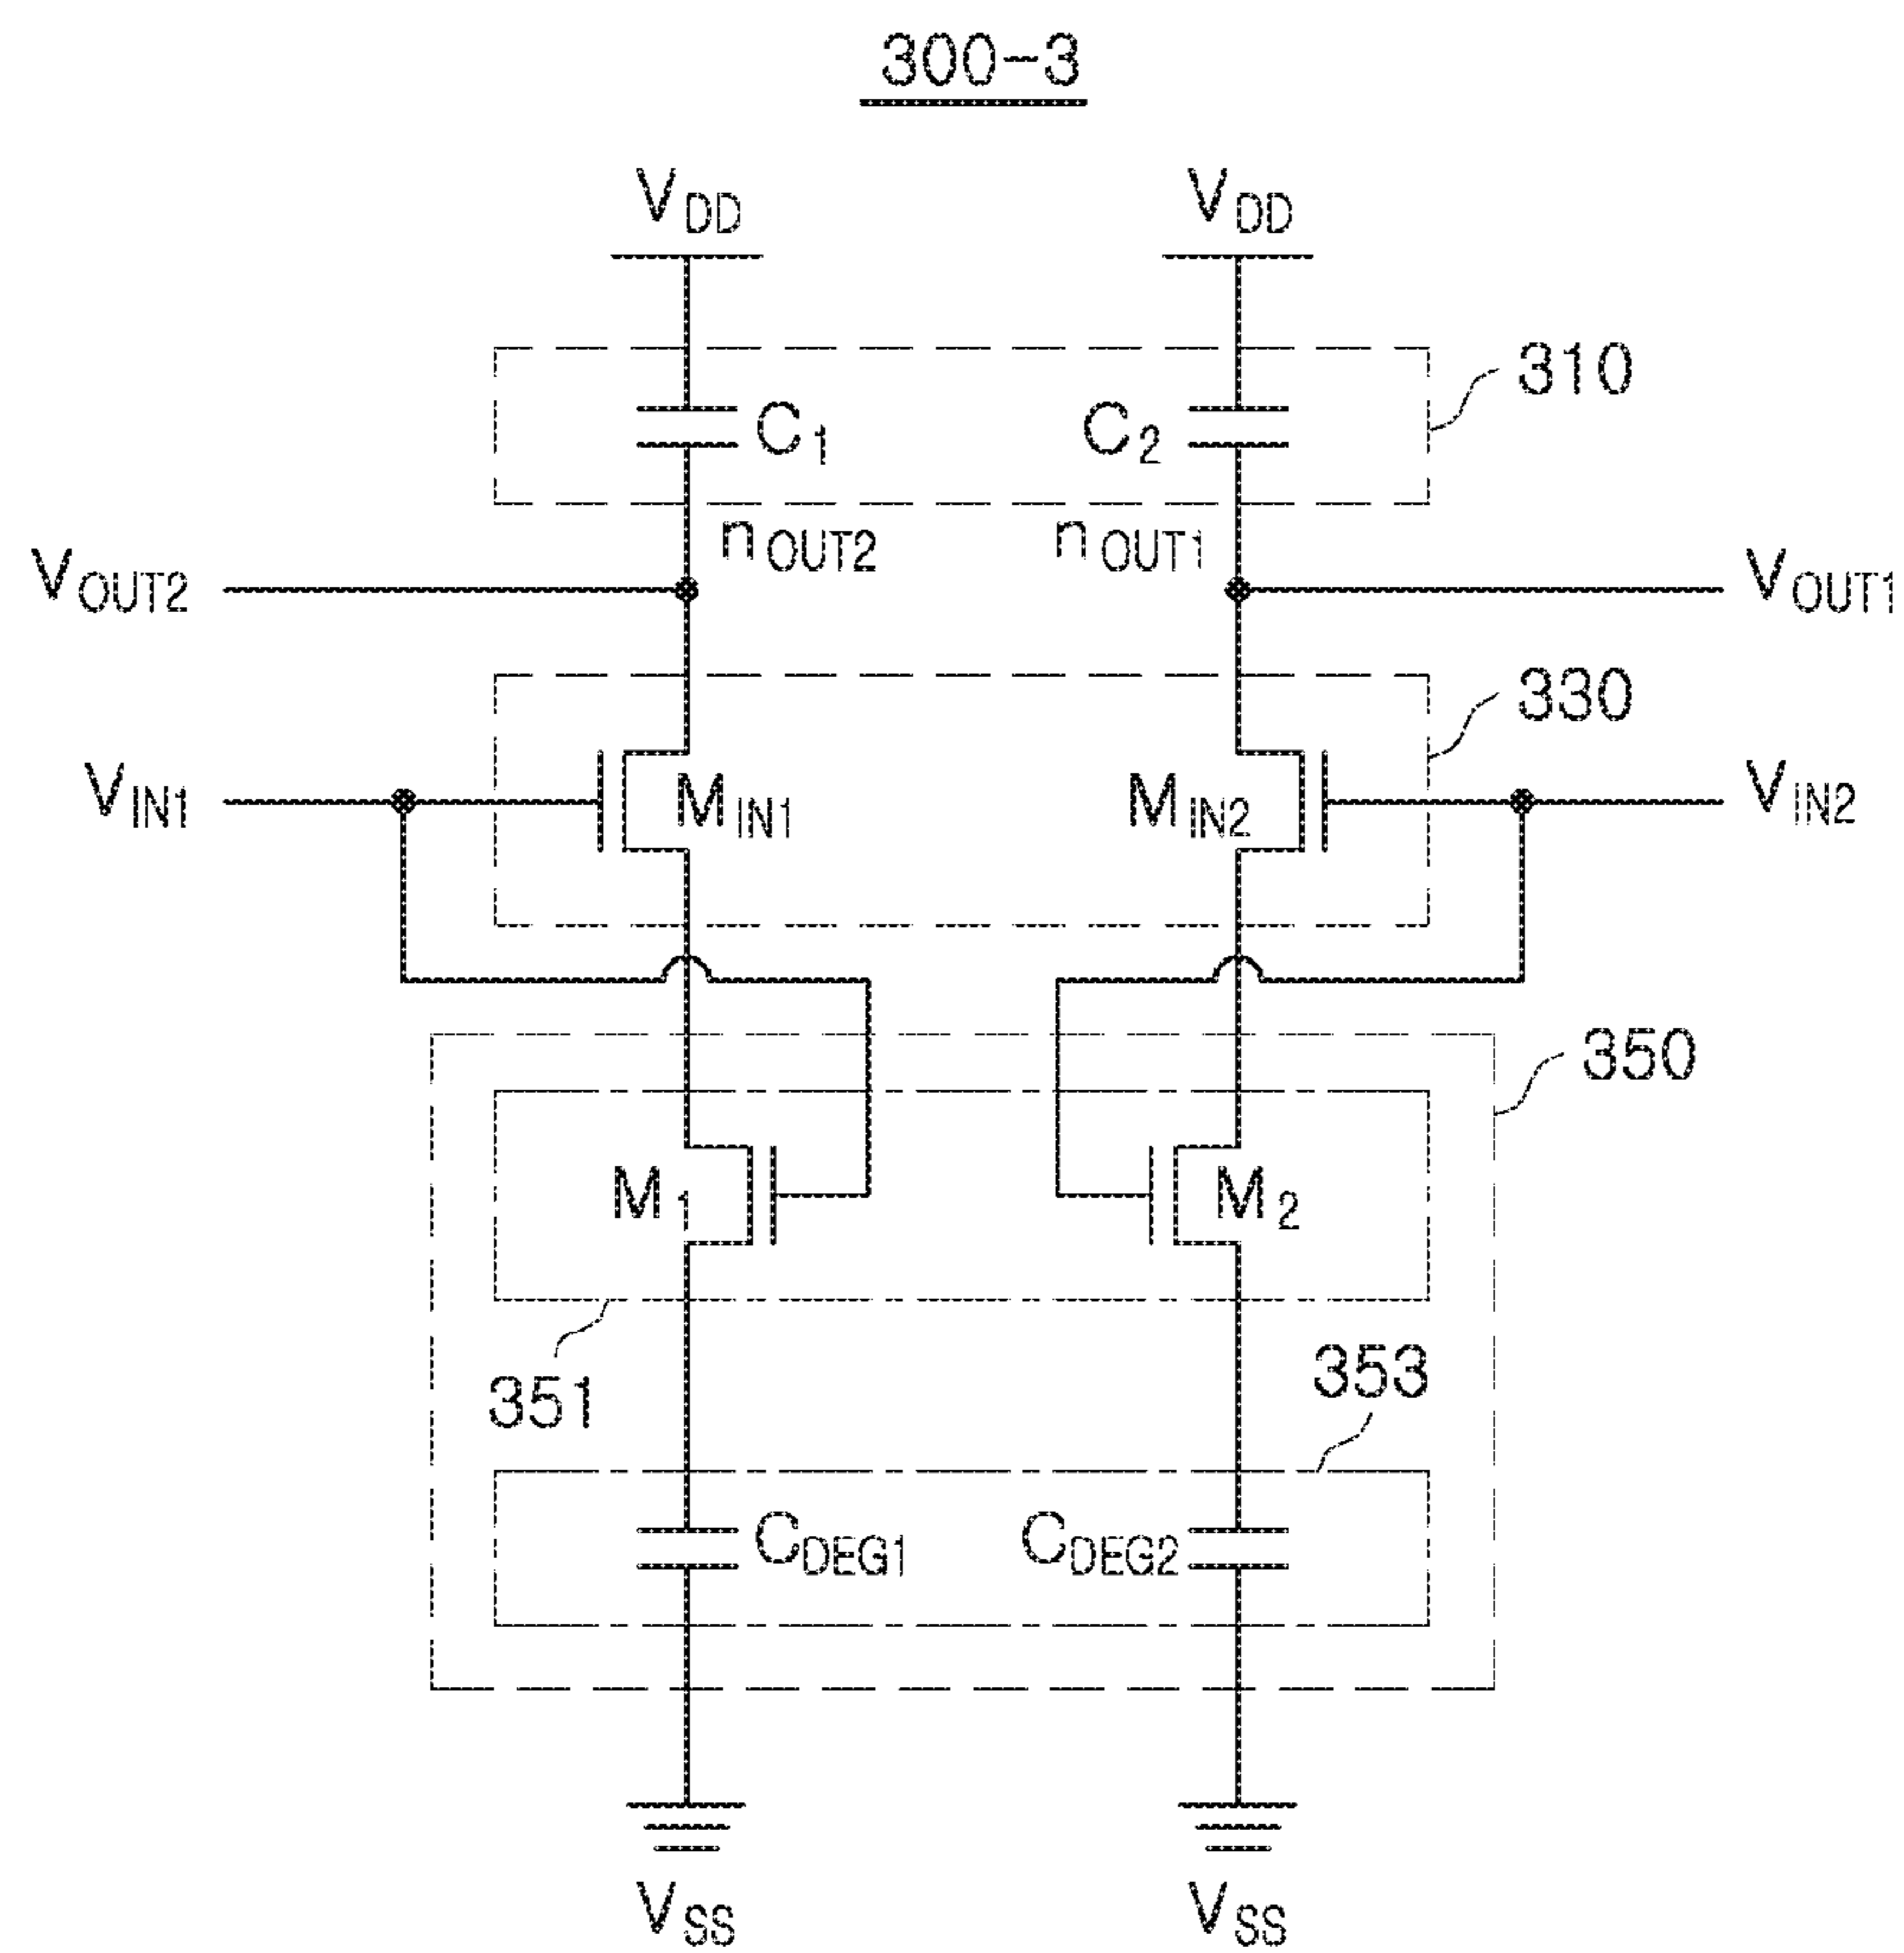 300-3
VDD VDD
310
C1 C2
nOUT2 nOUT1
VOUT2 VOUT1
330
VIN1 MIN1 MIN2 VIN2
350
M1 M2
351 353
CDEG1 CDEG2
VSS VSS